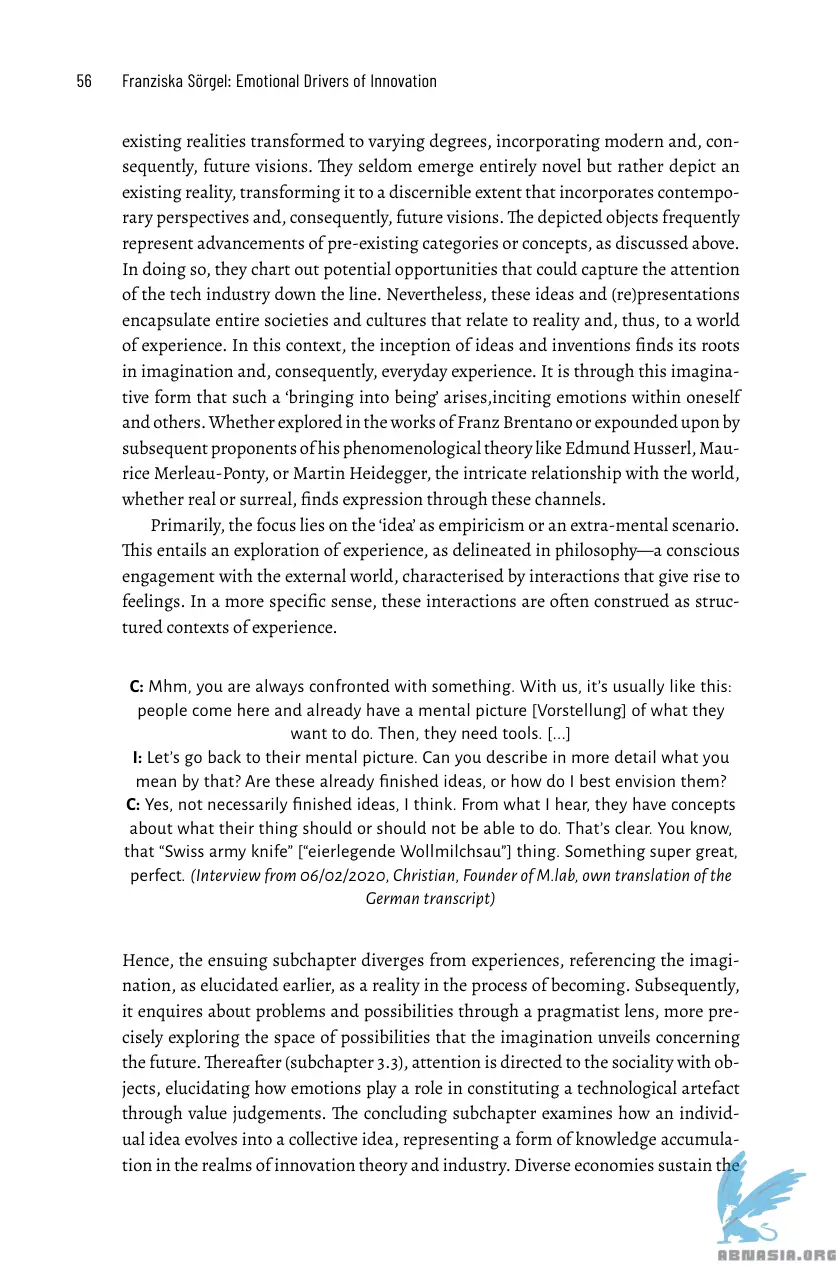 56 Franziska Sörgel: Emotional Drivers of Innovation
existing realities transformed to varying degrees, incorporating modern and, con-
sequently, future visions. They seldom emerge entirely novel but rather depict an
existing reality, transforming it to a discernible extent that incorporates contempo-
rary perspectives and, consequently, future visions. The depicted objects frequently
represent advancements of pre-existing categories or concepts, as discussed above.
In doing so, they chart out potential opportunities that could capture the attention
of the tech industry down the line. Nevertheless, these ideas and (re)presentations
encapsulate entire societies and cultures that relate to reality and, thus, to a world
of experience. In this context, the inception of ideas and inventions finds its roots
in imagination and, consequently, everyday experience. It is through this imagina-
tive form that such a ‘bringing into being’ arises,inciting emotions within oneself
and others. Whether explored in the works of Franz Brentano or expounded upon by
subsequent proponents of his phenomenological theory like Edmund Husserl, Mau-
rice Merleau-Ponty, or Martin Heidegger, the intricate relationship with the world,
whether real or surreal, finds expression through these channels.
Primarily, the focus lies on the ‘idea’ as empiricism or an extra-mental scenario.
This entails an exploration of experience, as delineated in philosophy—a conscious
engagement with the external world, characterised by interactions that give rise to
feelings. In a more specific sense, these interactions are often construed as struc-
tured contexts of experience.
C: Mhm, you are always confronted with something. With us, it’s usually like this:
people come here and already have a mental picture [Vorstellung] of what they
want to do. Then, they need tools. [...]
I: Let’s go back to their mental picture. Can you describe in more detail what you
mean by that? Are these already finished ideas, or how do I best envision them?
C: Yes, not necessarily finished ideas, I think. From what I hear, they have concepts
about what their thing should or should not be able to do. That’s clear. You know,
that “Swiss army knife” [“eierlegende Wollmilchsau”] thing. Something super great,
perfect. (Interview from 06/02/2020, Christian, Founder of M.lab, own translation of the
German transcript)
Hence, the ensuing subchapter diverges from experiences, referencing the imagi-
nation, as elucidated earlier, as a reality in the process of becoming. Subsequently,
it enquires about problems and possibilities through a pragmatist lens, more pre-
cisely exploring the space of possibilities that the imagination unveils concerning
the future. Thereafter (subchapter 3.3), attention is directed to the sociality with ob-
jects, elucidating how emotions play a role in constituting a technological artefact
through value judgements. The concluding subchapter examines how an individ-
ual idea evolves into a collective idea, representing a form of knowledge accumula-
tion in the realms of innovation theory and industry. Diverse economies sustain the
ABNASIA.ORG